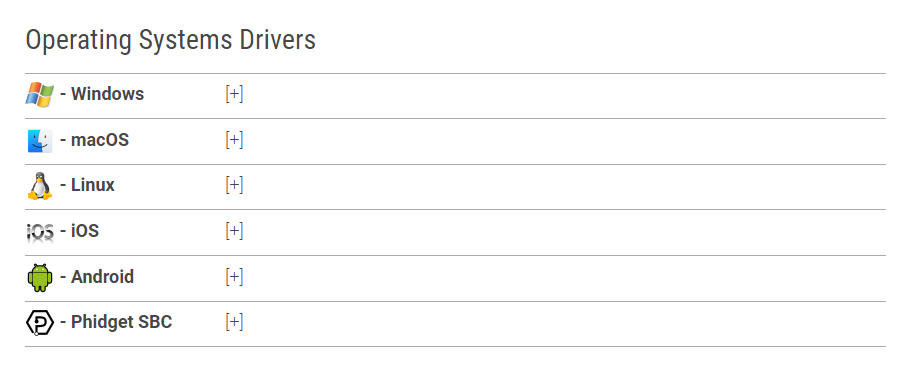 Operating Systems Drivers
- Windows [+]
- macOS [+]
- Linux [+]
iOS - iOS [+]
- Android [+]
- Phidget SBC [+]